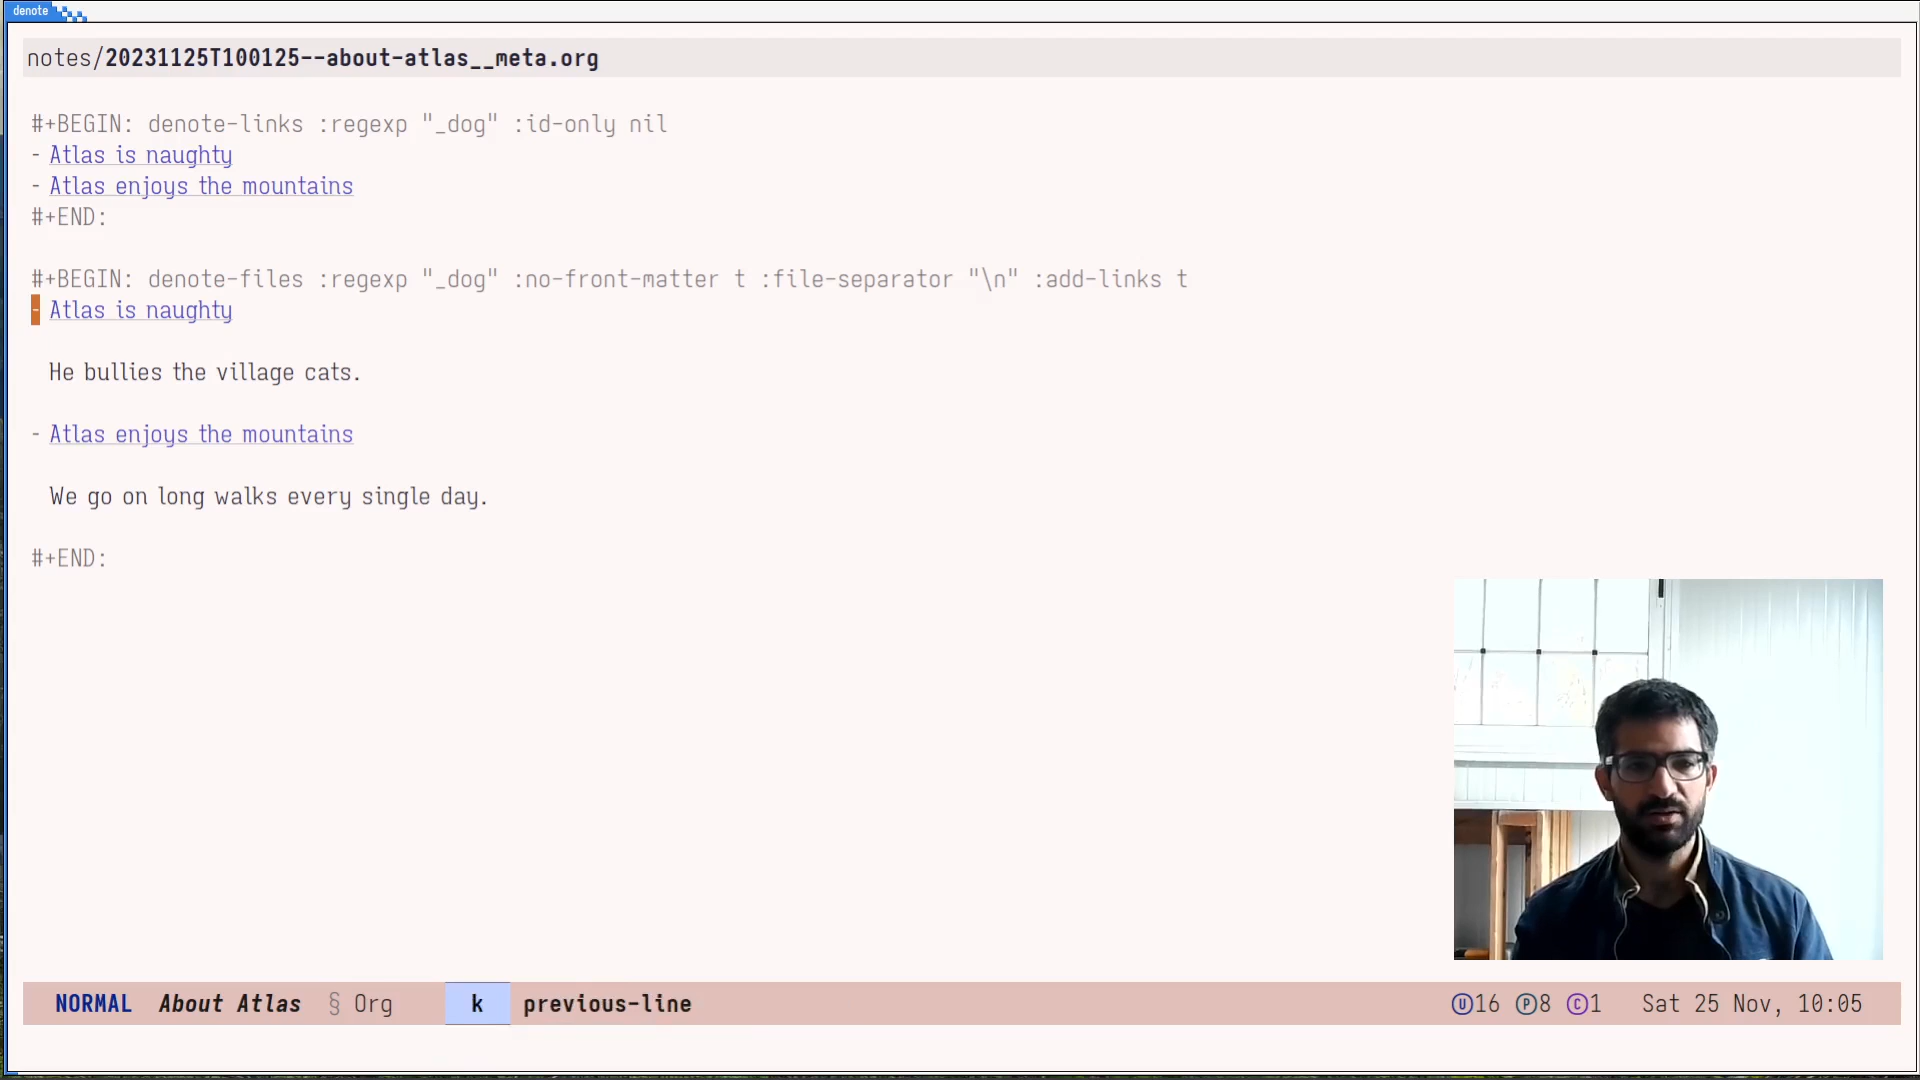 denote
notes/20231125T100125--about-atlas__meta.org
#+BEGIN: denote-links :regexp "_dog" :id-only nil
- Atlas is naughty
- Atlas enjoys the mountains
#+END:
#+BEGIN: denote-files :regexp "_dog" :no-front-matter t :file-separator "\n" :add-links t
- Atlas is naughty
He bullies the village cats.
- Atlas enjoys the mountains
We go on long walks every single day.
#+END:
NORMAL About Atlas § Org k previous-line Ⓤ16 Ⓟ8 Ⓒ1 Sat 25 Nov, 10:05